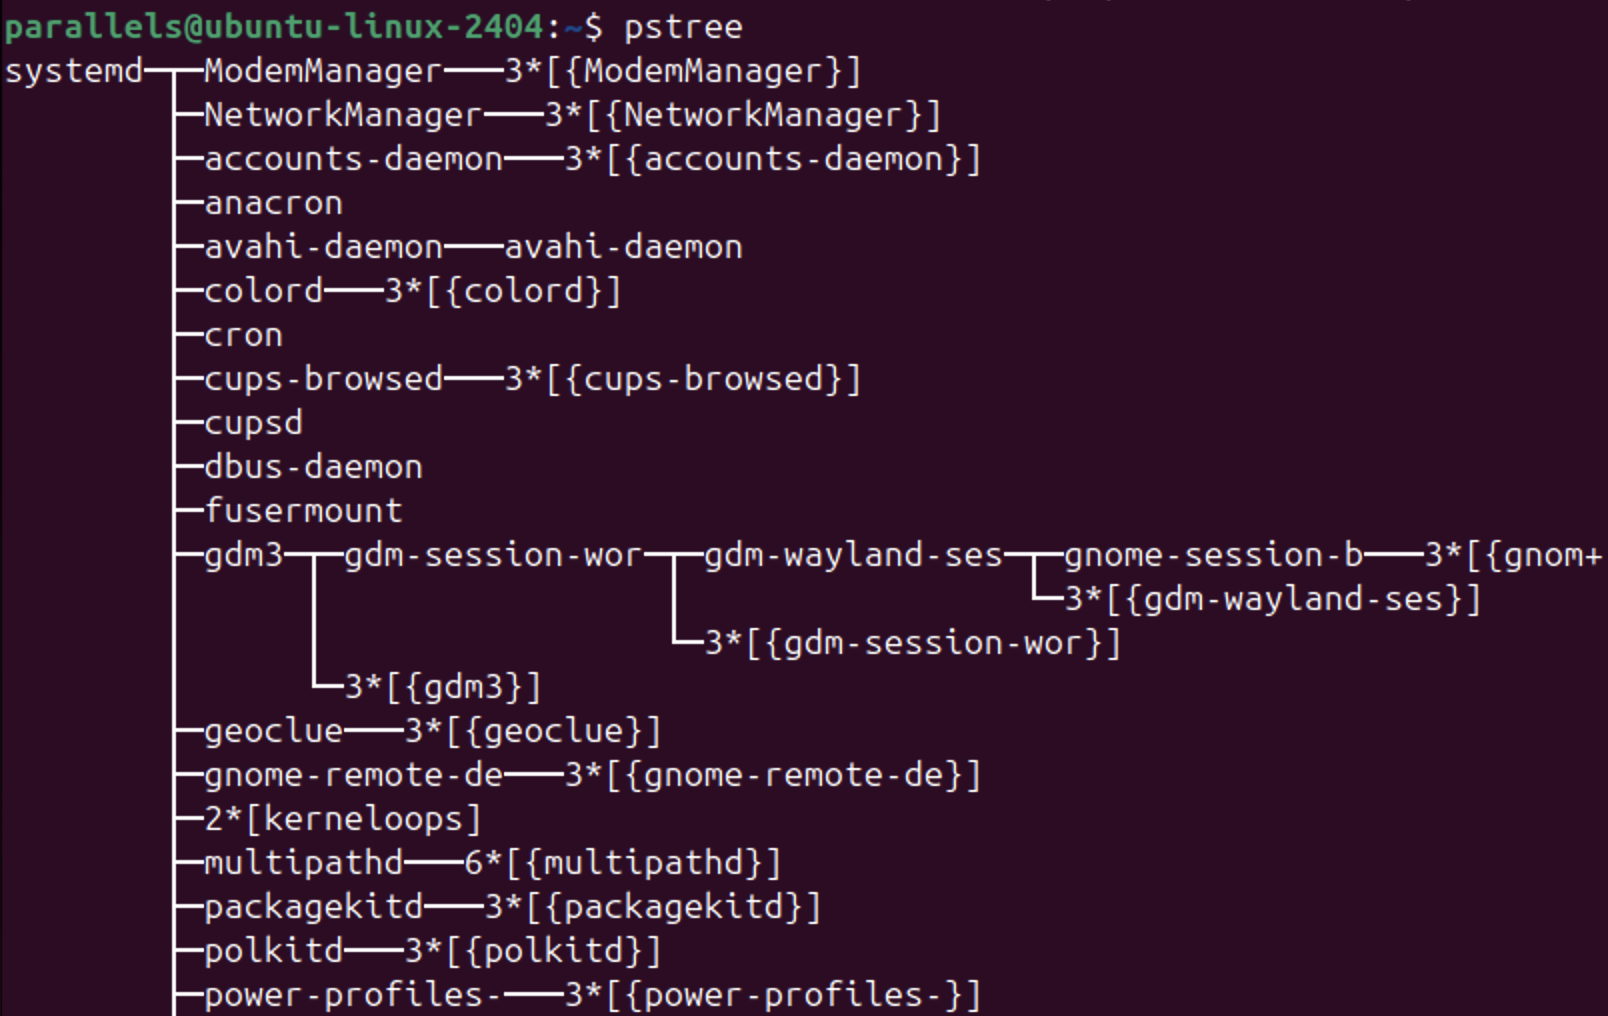 parallels@ubuntu-linux-2404:~$ pstree
systemd─┬─ModemManager───3*[{ModemManager}]
        ├─NetworkManager───3*[{NetworkManager}]
        ├─accounts-daemon───3*[{accounts-daemon}]
        ├─anacron
        ├─avahi-daemon───avahi-daemon
        ├─colord───3*[{colord}]
        ├─cron
        ├─cups-browsed───3*[{cups-browsed}]
        ├─cupsd
        ├─dbus-daemon
        ├─fusermount
        ├─gdm3─┬─gdm-session-wor─┬─gdm-wayland-ses─┬─gnome-session-b───3*[{gnom+
        │      │                 │                 └─3*[{gdm-wayland-ses}]
        │      │                 └─3*[{gdm-session-wor}]
        │      └─3*[{gdm3}]
        ├─geoclue───3*[{geoclue}]
        ├─gnome-remote-de───3*[{gnome-remote-de}]
        ├─2*[kerneloops]
        ├─multipathd───6*[{multipathd}]
        ├─packagekitd───3*[{packagekitd}]
        ├─polkitd───3*[{polkitd}]
        ├─power-profiles-───3*[{power-profiles-}]